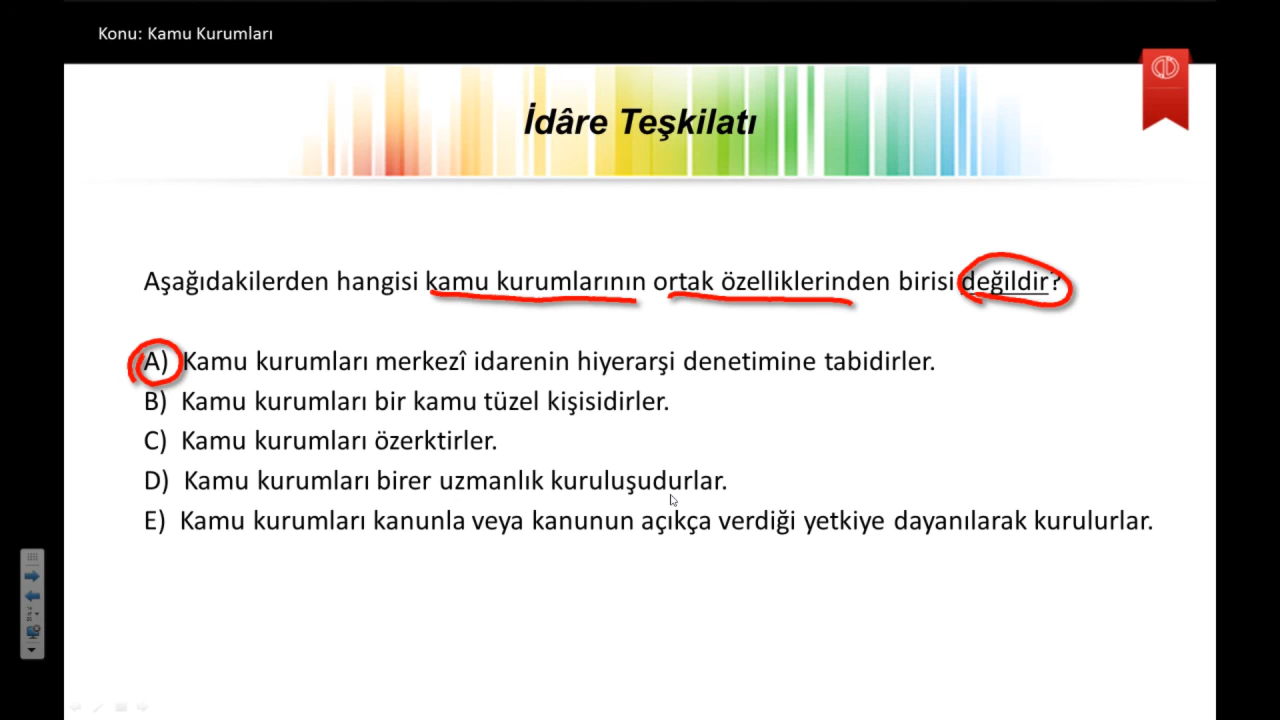 Konu: Kamu Kurumları
İdâre Teşkilatı
Aşağıdakilerden hangisi kamu kurumlarının ortak özelliklerinden birisi değildir?
A) Kamu kurumları merkezî idarenin hiyerarşi denetimine tabidirler.
B) Kamu kurumları bir kamu tüzel kişisidirler.
C) Kamu kurumları özerktirler.
D) Kamu kurumları birer uzmanlık kuruluşudurlar.
E) Kamu kurumları kanunla veya kanunun açıkça verdiği yetkiye dayanılarak kurulurlar.